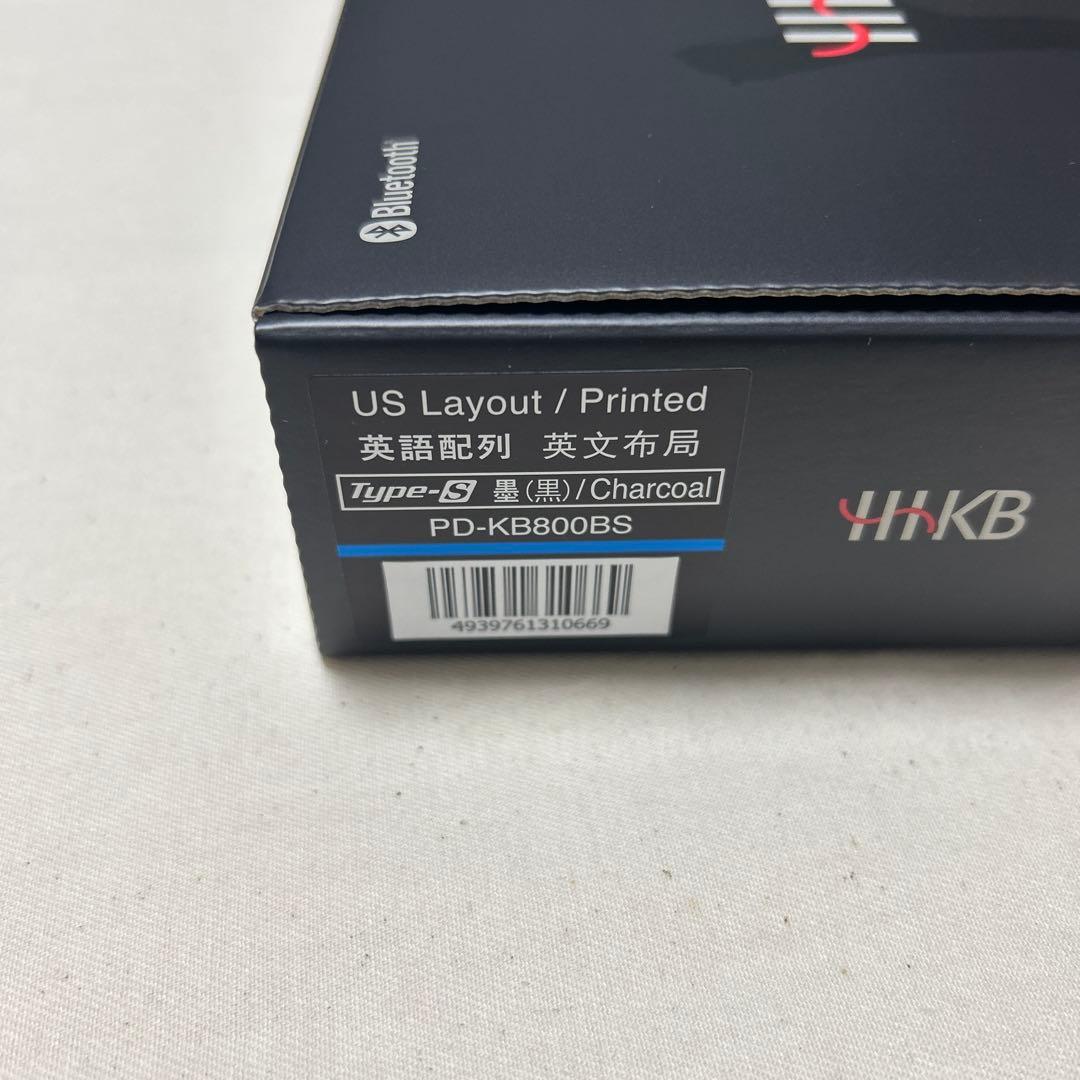 Bluetooth
US Layout / Printed
英語配列 英文布局
Type-S 墨(黒)/Charcoal
PD-KB800BS
4939761310669
HHKB